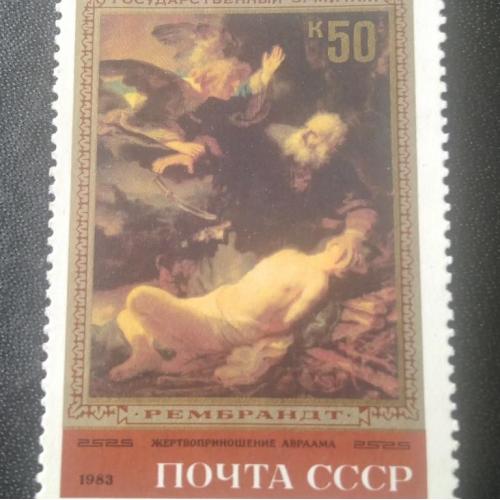 ГОСУДАРСТВЕННЫЙ ЭРМИТАЖ
К50
РЕМБРАНДТ
ЖЕРТВОПРИНОШЕНИЕ АВРААМА
1983 ПОЧТА СССР